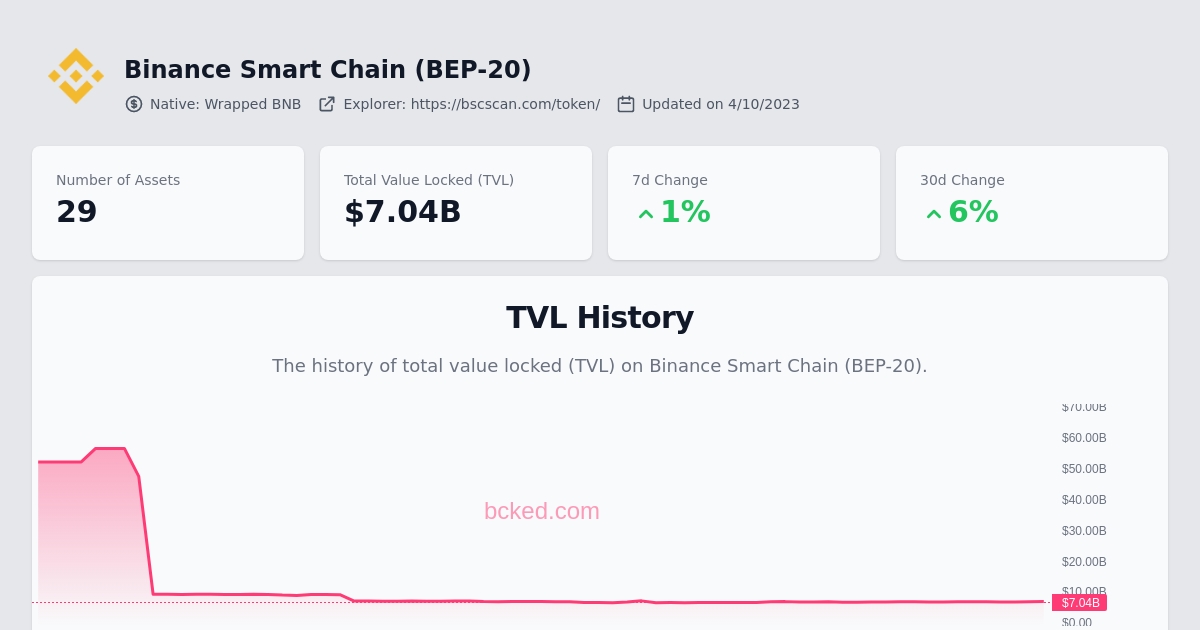 Binance Smart Chain (BEP-20)
Native: Wrapped BNB Explorer: https://bscscan.com/token/ Updated on 4/10/2023
Number of Assets
29
Total Value Locked (TVL)
$7.04B
7d Change
1%
30d Change
6%
TVL History
The history of total value locked (TVL) on Binance Smart Chain (BEP-20).
$70.00B
$60.00B
$50.00B
$40.00B
$30.00B
$20.00B
$10.00B
$7.04B
$0.00
bcked.com